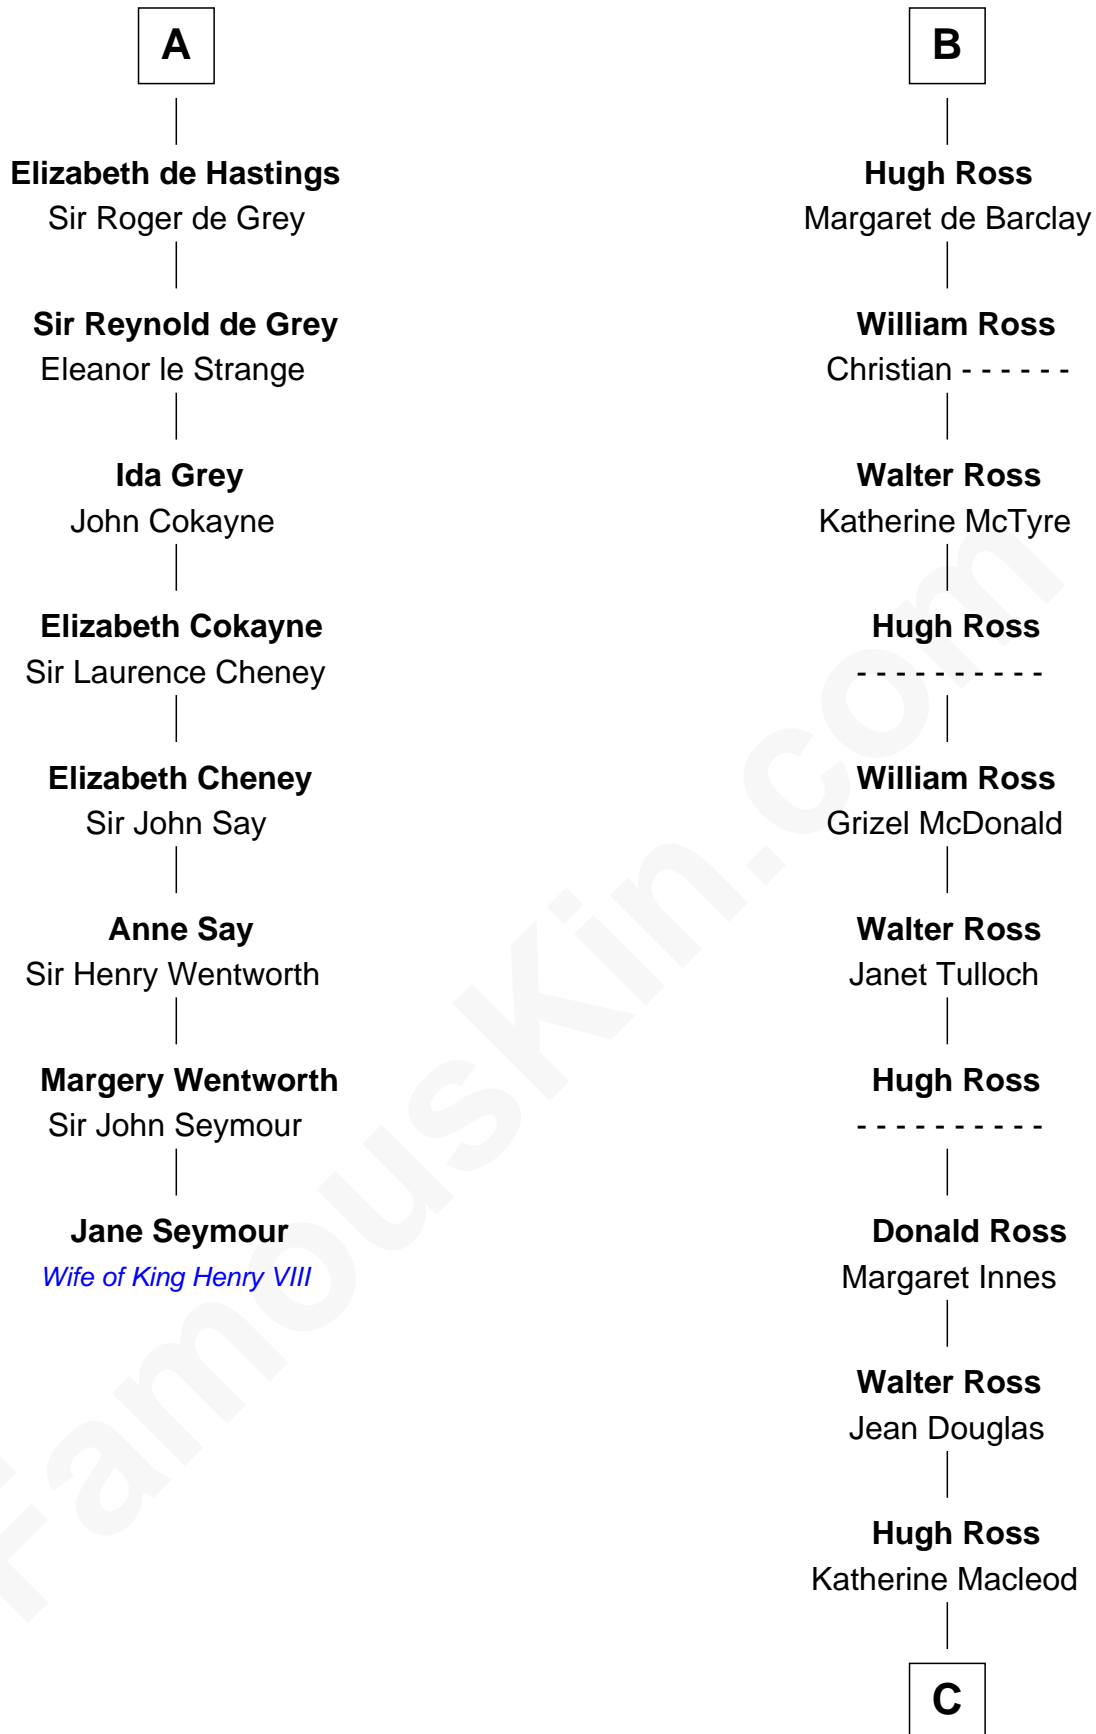 A
Elizabeth de Hastings
Sir Roger de Grey
Sir Reynold de Grey
Eleanor le Strange
Ida Grey
John Cokayne
Elizabeth Cokayne
Sir Laurence Cheney
Elizabeth Cheney
Sir John Say
Anne Say
Sir Henry Wentworth
Margery Wentworth
Sir John Seymour
Jane Seymour
Wife of King Henry VIII
B
Hugh Ross
Margaret de Barclay
William Ross
Christian - - - - - -
Walter Ross
Katherine McTyre
Hugh Ross
- - - - - - - - - -
William Ross
Grizel McDonald
Walter Ross
Janet Tulloch
Hugh Ross
- - - - - - - - - -
Donald Ross
Margaret Innes
Walter Ross
Jean Douglas
Hugh Ross
Katherine Macleod
C
FamousKin.com